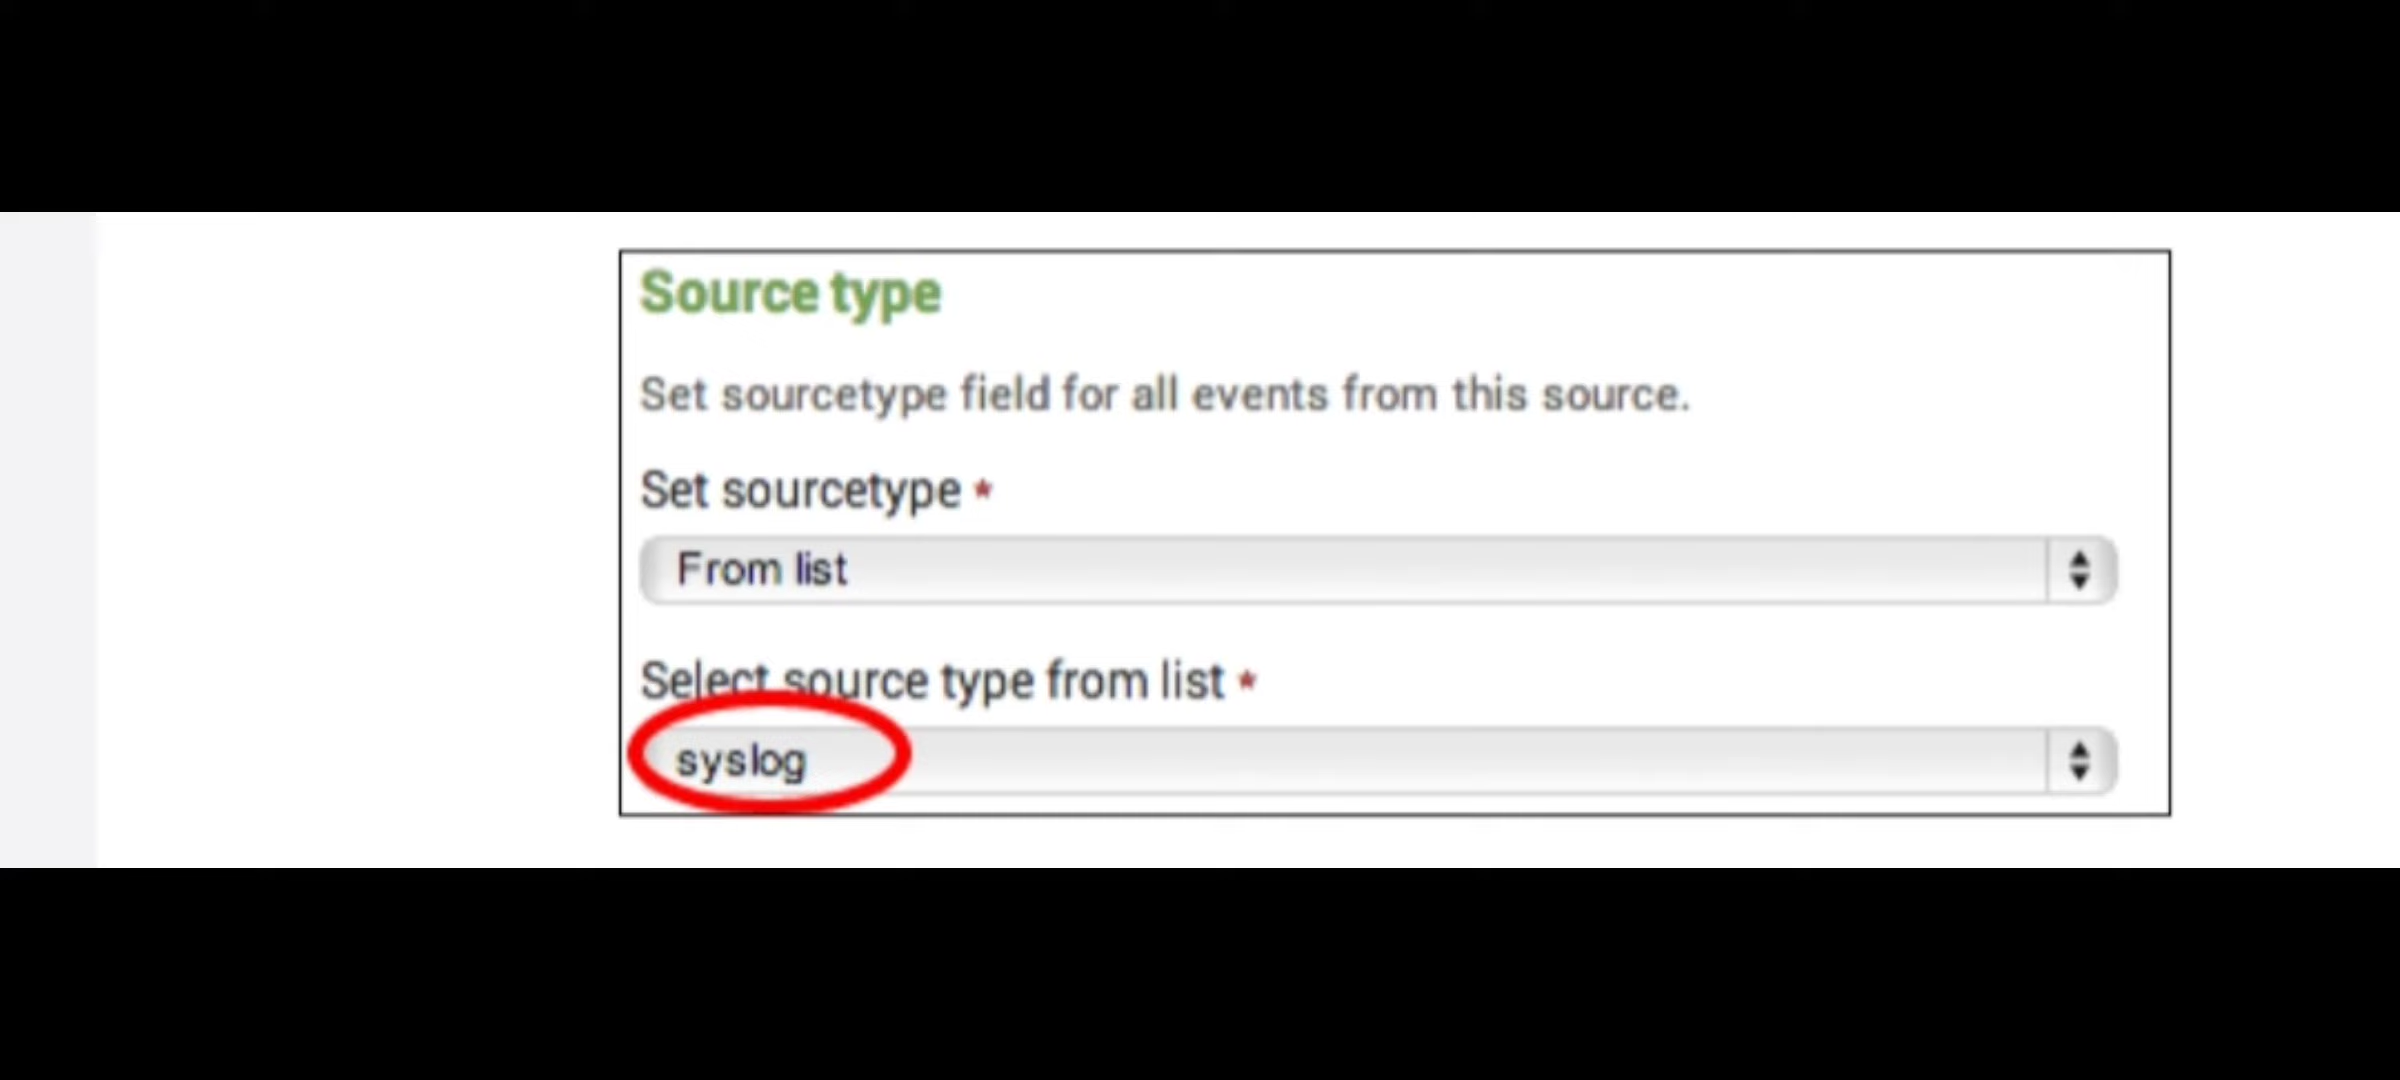 Source type
Set sourcetype field for all events from this source.
Set sourcetype *
From list
Select source type from list *
syslog